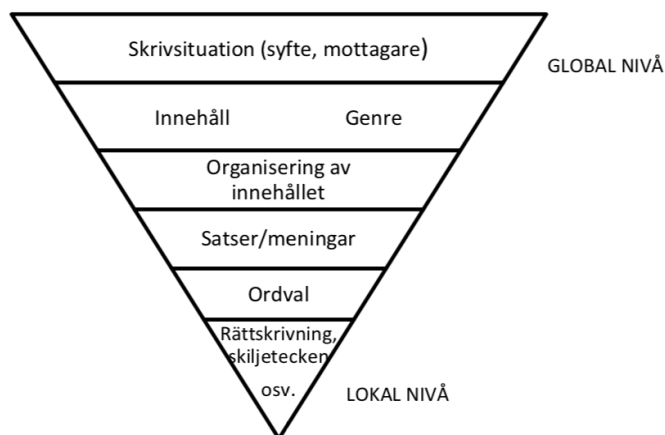 Skrivsituation (syfte, mottagare)
GLOBAL NIVÅ
Innehåll Genre
Organisering av
innehållet
Satser/meningar
Ordval
Rättskrivning,
skiljetecken
osv.
LOKAL NIVÅ